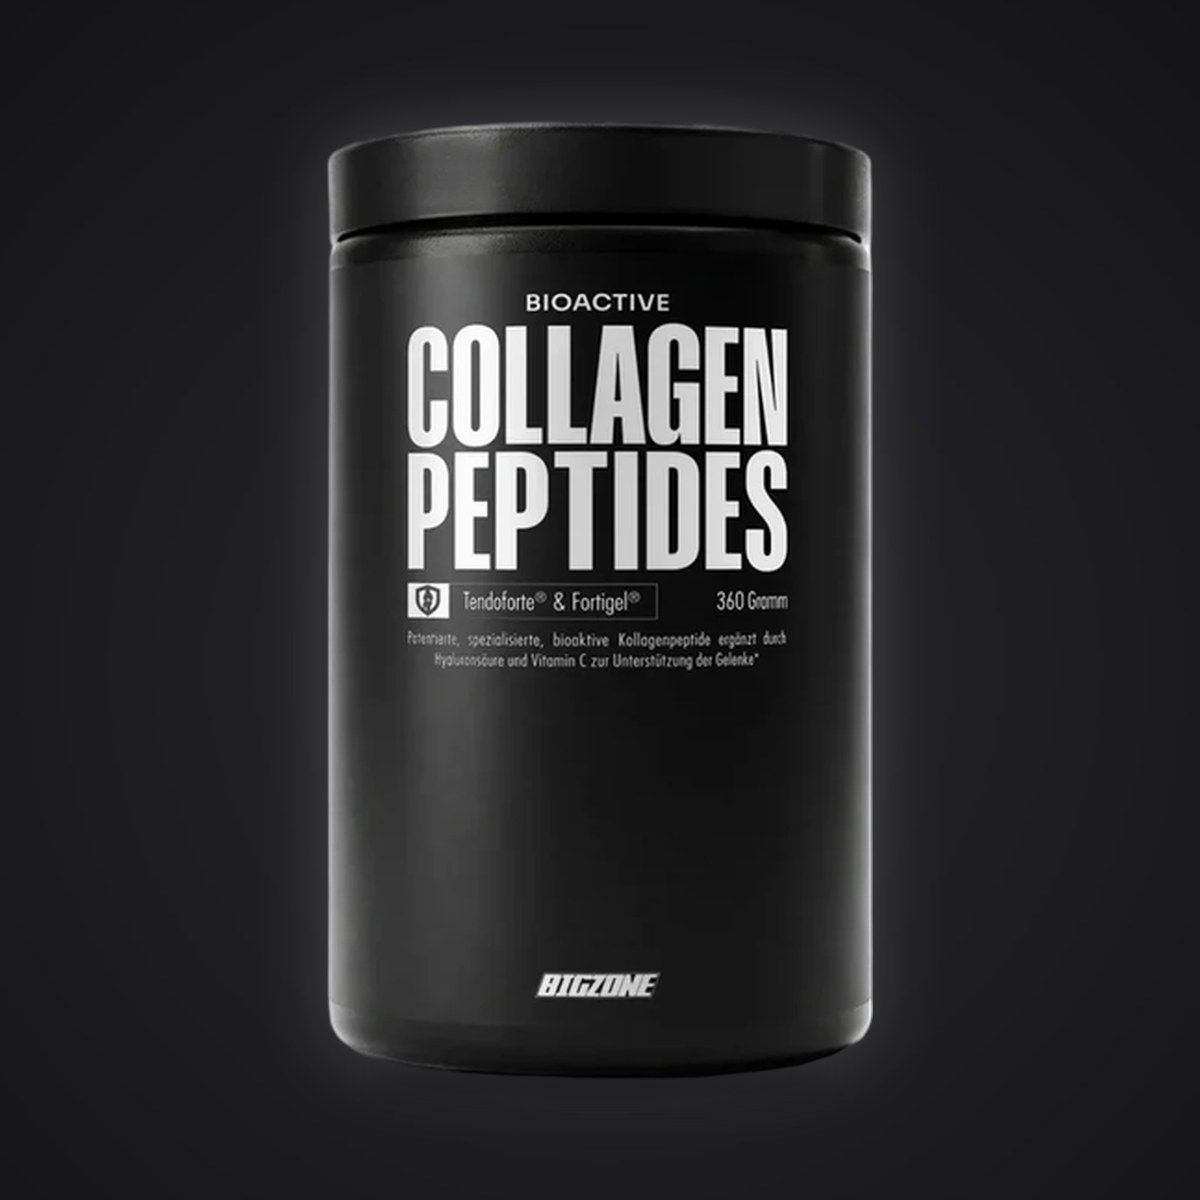 BIOACTIVE
COLLAGEN
PEPTIDES
Tendoforte® & Fortigel® 360 Gramm
Patentierte, spezialisierte, bioaktive Kollagenpeptide ergänzt durch
Hyaluronsäure und Vitamin C zur Unterstützung der Gelenke*
BIGZONE